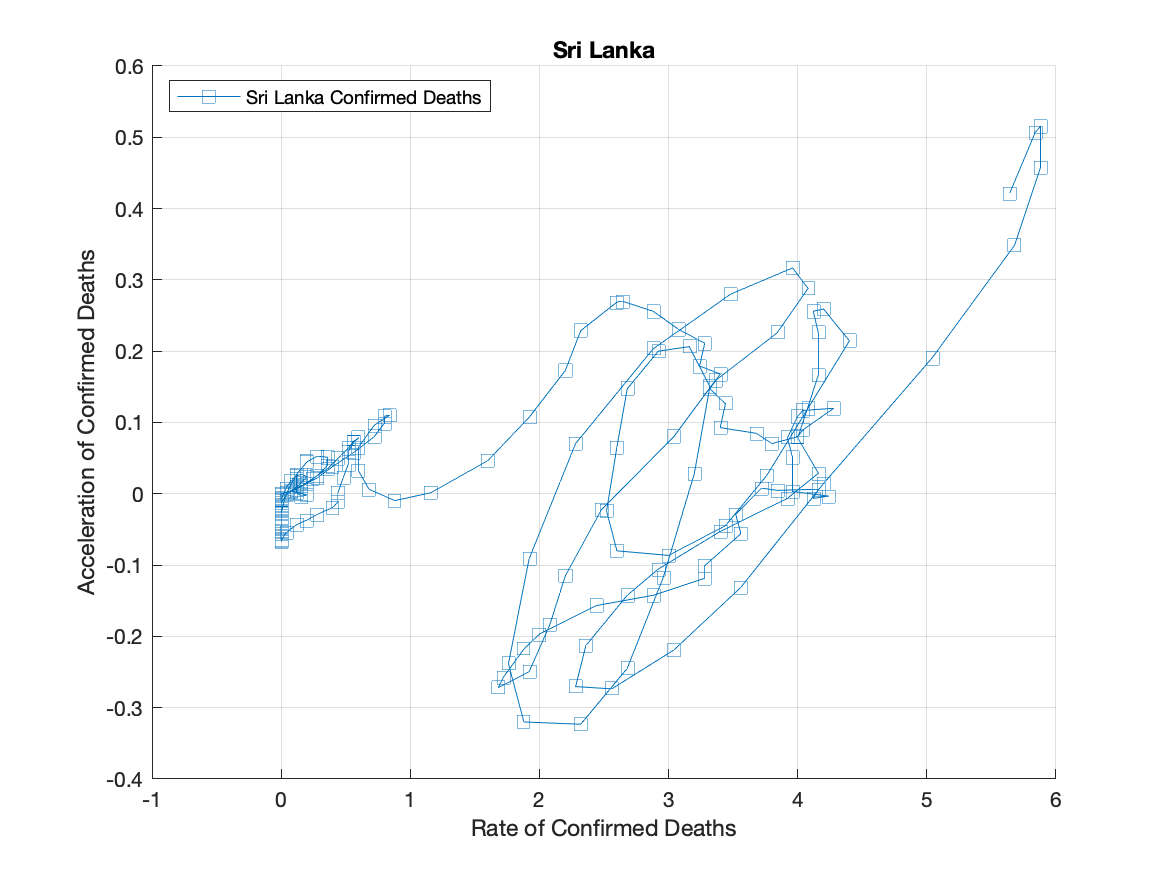 Sri Lanka
Sri Lanka Confirmed Deaths
0.6
0.5
0.4
0.3
0.2
0.1
0
-0.1
-0.2
-0.3
-0.4
Acceleration of Confirmed Deaths
-1 0 1 2 3 4 5 6
Rate of Confirmed Deaths